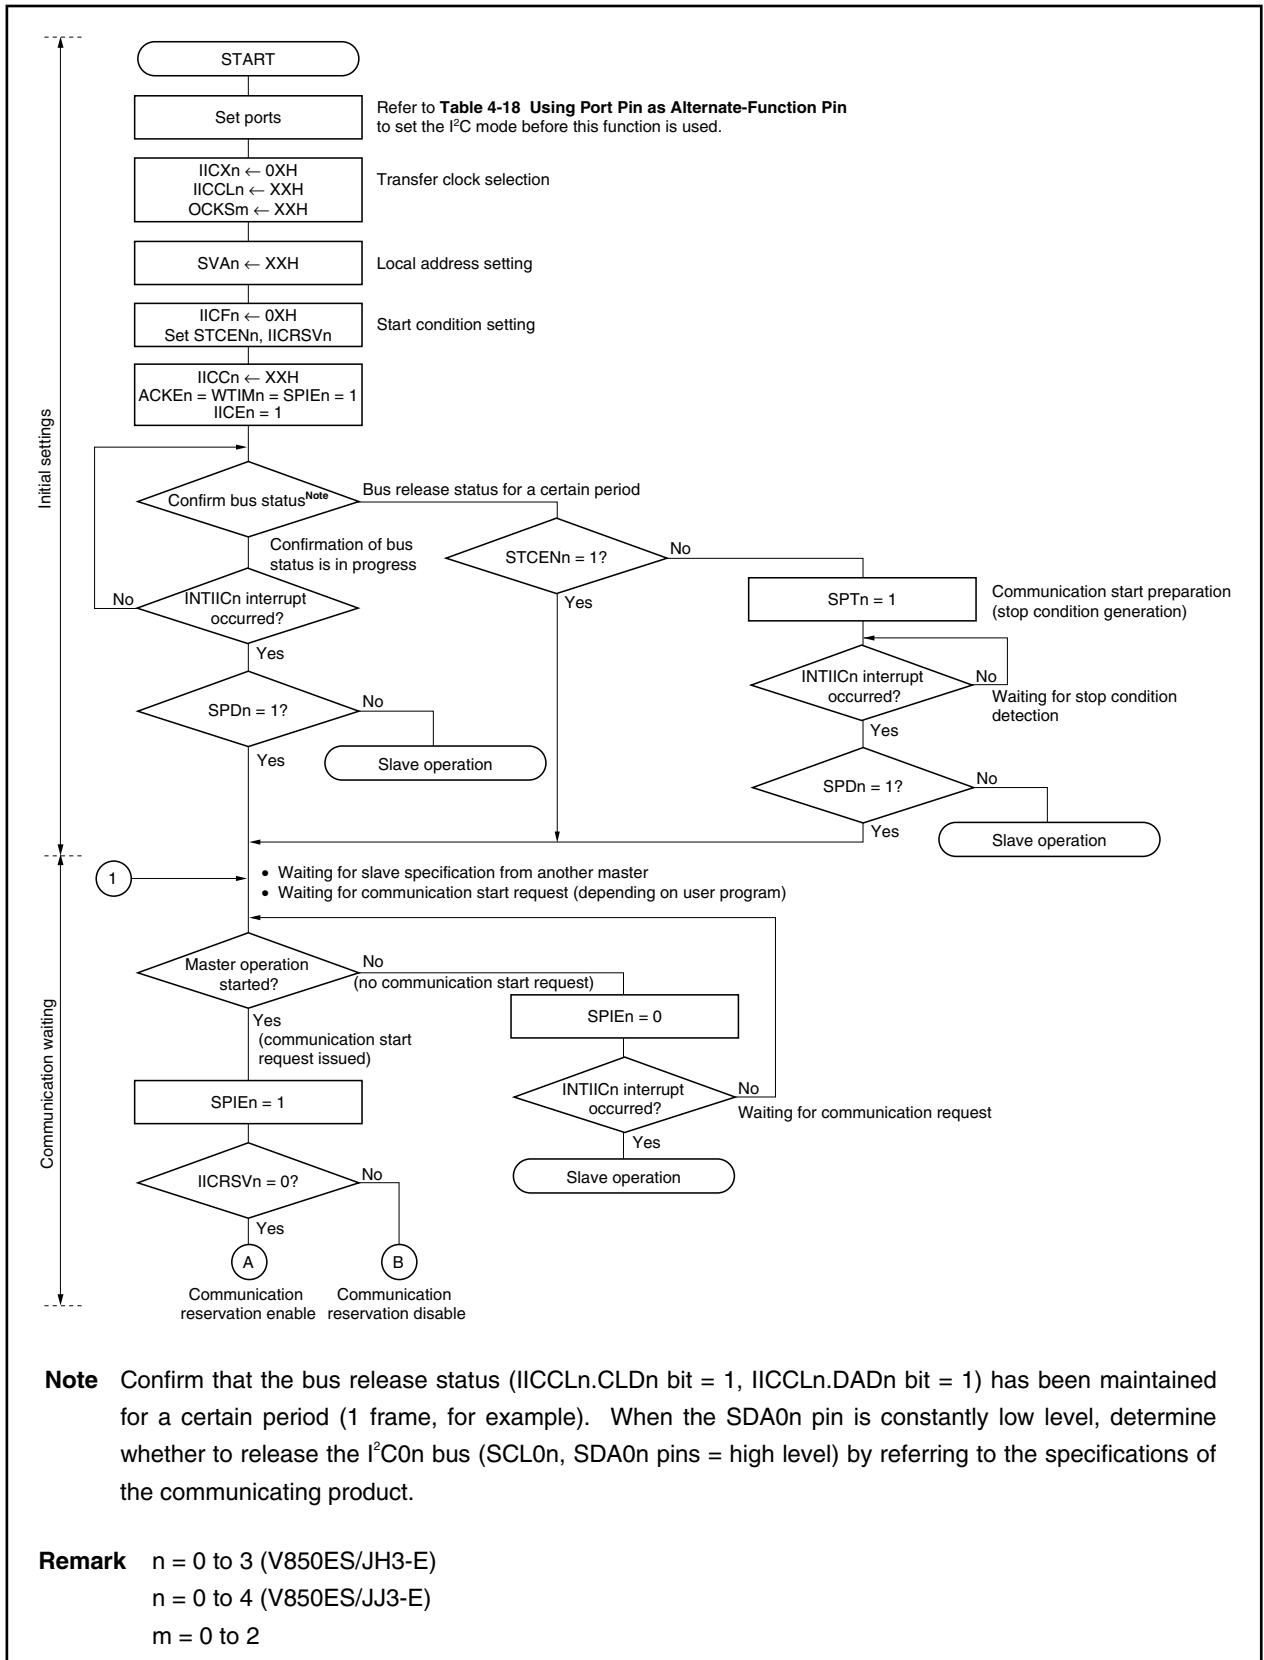 START
Set ports
Refer to Table 4-18 Using Port Pin as Alternate-Function Pin
to set the I²C mode before this function is used.
IICXn ← 0XH
IICCLn ← XXH
OCKSm ← XXH
Transfer clock selection
SVAn ← XXH
Local address setting
IICFn ← 0XH
Set STCENn, IICRSVn
Start condition setting
IICCn ← XXH
ACKEn = WTIMn = SPIEn = 1
IICEn = 1
Initial settings
Confirm bus status^Note
Bus release status for a certain period
Confirmation of bus
status is in progress
STCENn = 1?
No
Yes
SPTn = 1
Communication start preparation
(stop condition generation)
No
INTIICn interrupt
occurred?
Yes
INTIICn interrupt
occurred?
No
Waiting for stop condition
detection
Yes
SPDn = 1?
No
Yes
Slave operation
SPDn = 1?
No
Yes
Slave operation
1
• Waiting for slave specification from another master
• Waiting for communication start request (depending on user program)
Communication waiting
Master operation
started?
No
(no communication start request)
Yes
(communication start
request issued)
SPIEn = 0
SPIEn = 1
INTIICn interrupt
occurred?
No
Waiting for communication request
Yes
Slave operation
IICRSVn = 0?
No
Yes
A
B
Communication
reservation enable
Communication
reservation disable
Note Confirm that the bus release status (IICCLn.CLDn bit = 1, IICCLn.DADn bit = 1) has been maintained
for a certain period (1 frame, for example). When the SDA0n pin is constantly low level, determine
whether to release the I²C0n bus (SCL0n, SDA0n pins = high level) by referring to the specifications of
the communicating product.
Remark n = 0 to 3 (V850ES/JH3-E)
n = 0 to 4 (V850ES/JJ3-E)
m = 0 to 2